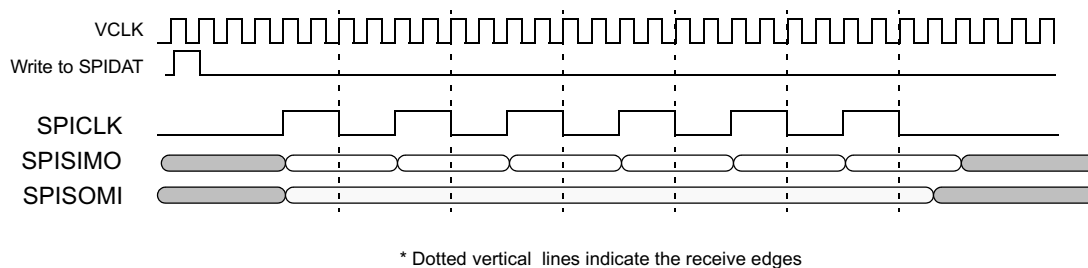 VCLK
Write to SPIDAT
SPICLK
SPISIMO
SPISOMI
* Dotted vertical lines indicate the receive edges